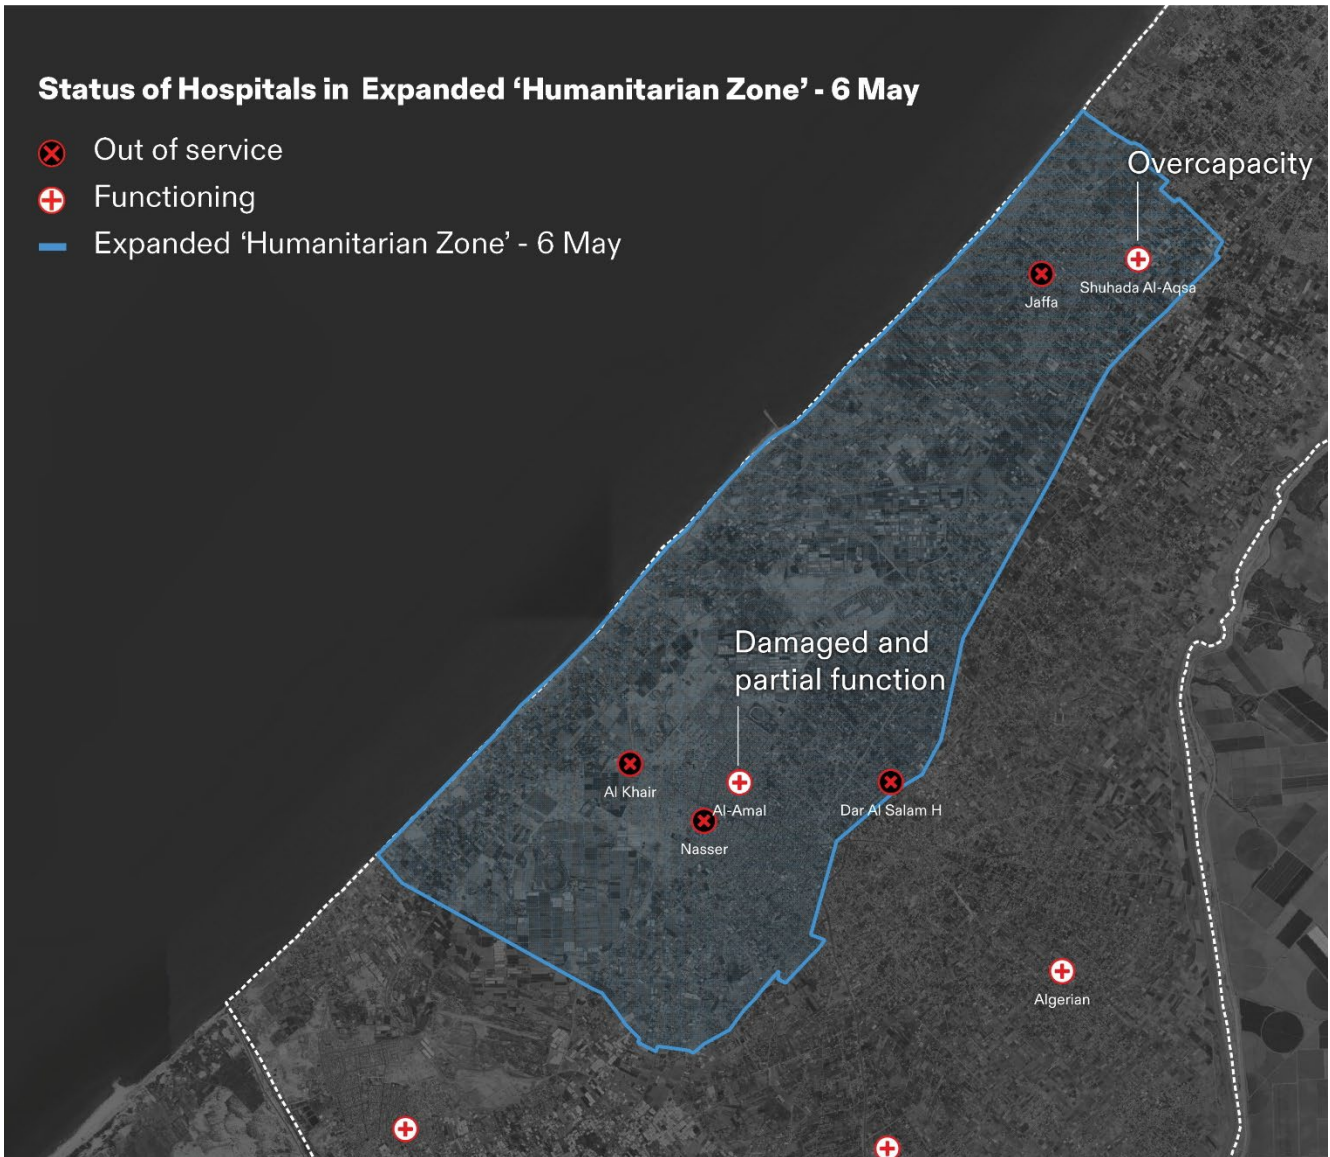 Status of Hospitals in Expanded ‘Humanitarian Zone’ - 6 May
Out of service
Functioning
Expanded ‘Humanitarian Zone’ - 6 May
Overcapacity
Shuhada Al-Aqsa
Jaffa
Damaged and
partial function
Al Khair
Al-Amal
Dar Al Salam H
Nasser
Algerian